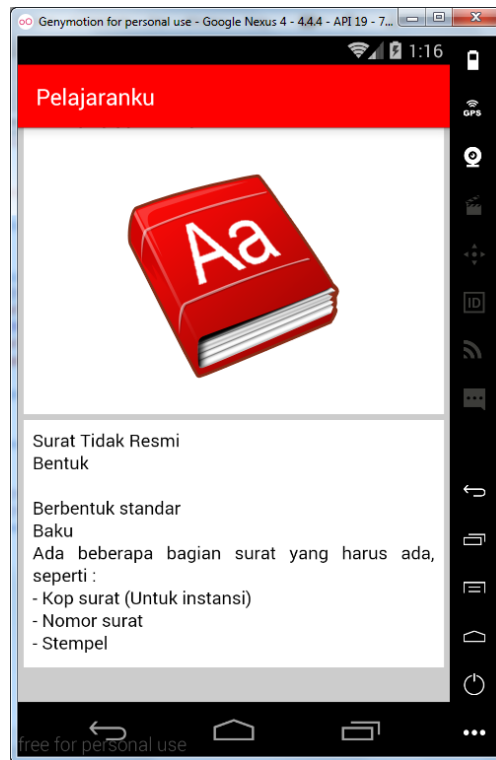 Genymotion for personal use - Google Nexus 4 - 4.4.4 - API 19 - 7...
1:16
GPS
Pelajaranku
Aa
ID
Surat Tidak Resmi
Bentuk
Berbentuk standar
Baku
Ada beberapa bagian surat yang harus ada,
seperti :
- Kop surat (Untuk instansi)
- Nomor surat
- Stempel
free for personal use